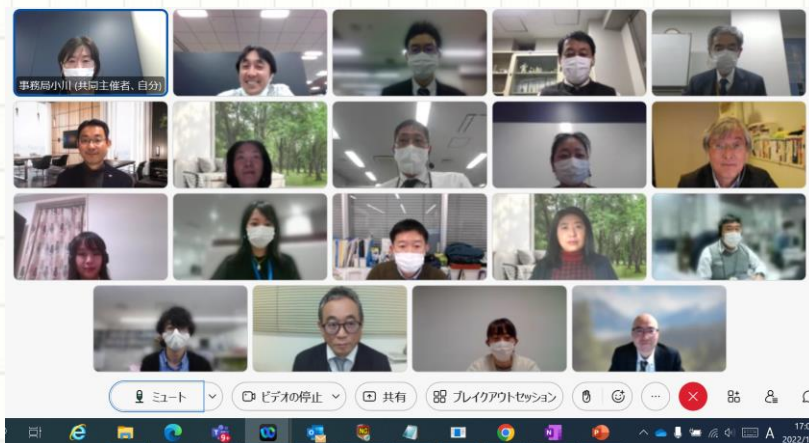 事務局小川 (共同主催者、自分)
ミュート
ビデオの停止
共有
ブレイクアウトセッション
A